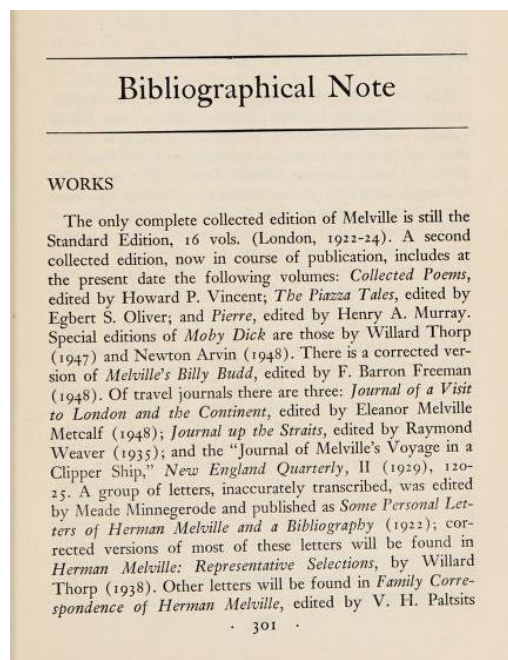 Bibliographical Note
WORKS
The only complete collected edition of Melville is still the
Standard Edition, 16 vols. (London, 1922-24). A second
collected edition, now in course of publication, includes at
the present date the following volumes: Collected Poems,
edited by Howard P. Vincent; The Piazza Tales, edited by
Egbert S. Oliver; and Pierre, edited by Henry A. Murray.
Special editions of Moby Dick are those by Willard Thorp
(1947) and Newton Arvin (1948). There is a corrected ver-
sion of Melville's Billy Budd, edited by F. Barron Freeman
(1948). Of travel journals there are three: Journal of a Visit
to London and the Continent, edited by Eleanor Melville
Metcalf (1948); Journal up the Straits, edited by Raymond
Weaver (1935); and the "Journal of Melville's Voyage in a
Clipper Ship," New England Quarterly, II (1929), 120-
25. A group of letters, inaccurately transcribed, was edited
by Meade Minnegerode and published as Some Personal Let-
ters of Herman Melville and a Bibliography (1922); cor-
rected versions of most of these letters will be found in
Herman Melville: Representative Selections, by Willard
Thorp (1938). Other letters will be found in Family Corre-
spondence of Herman Melville, edited by V. H. Paltsits
· 301 ·